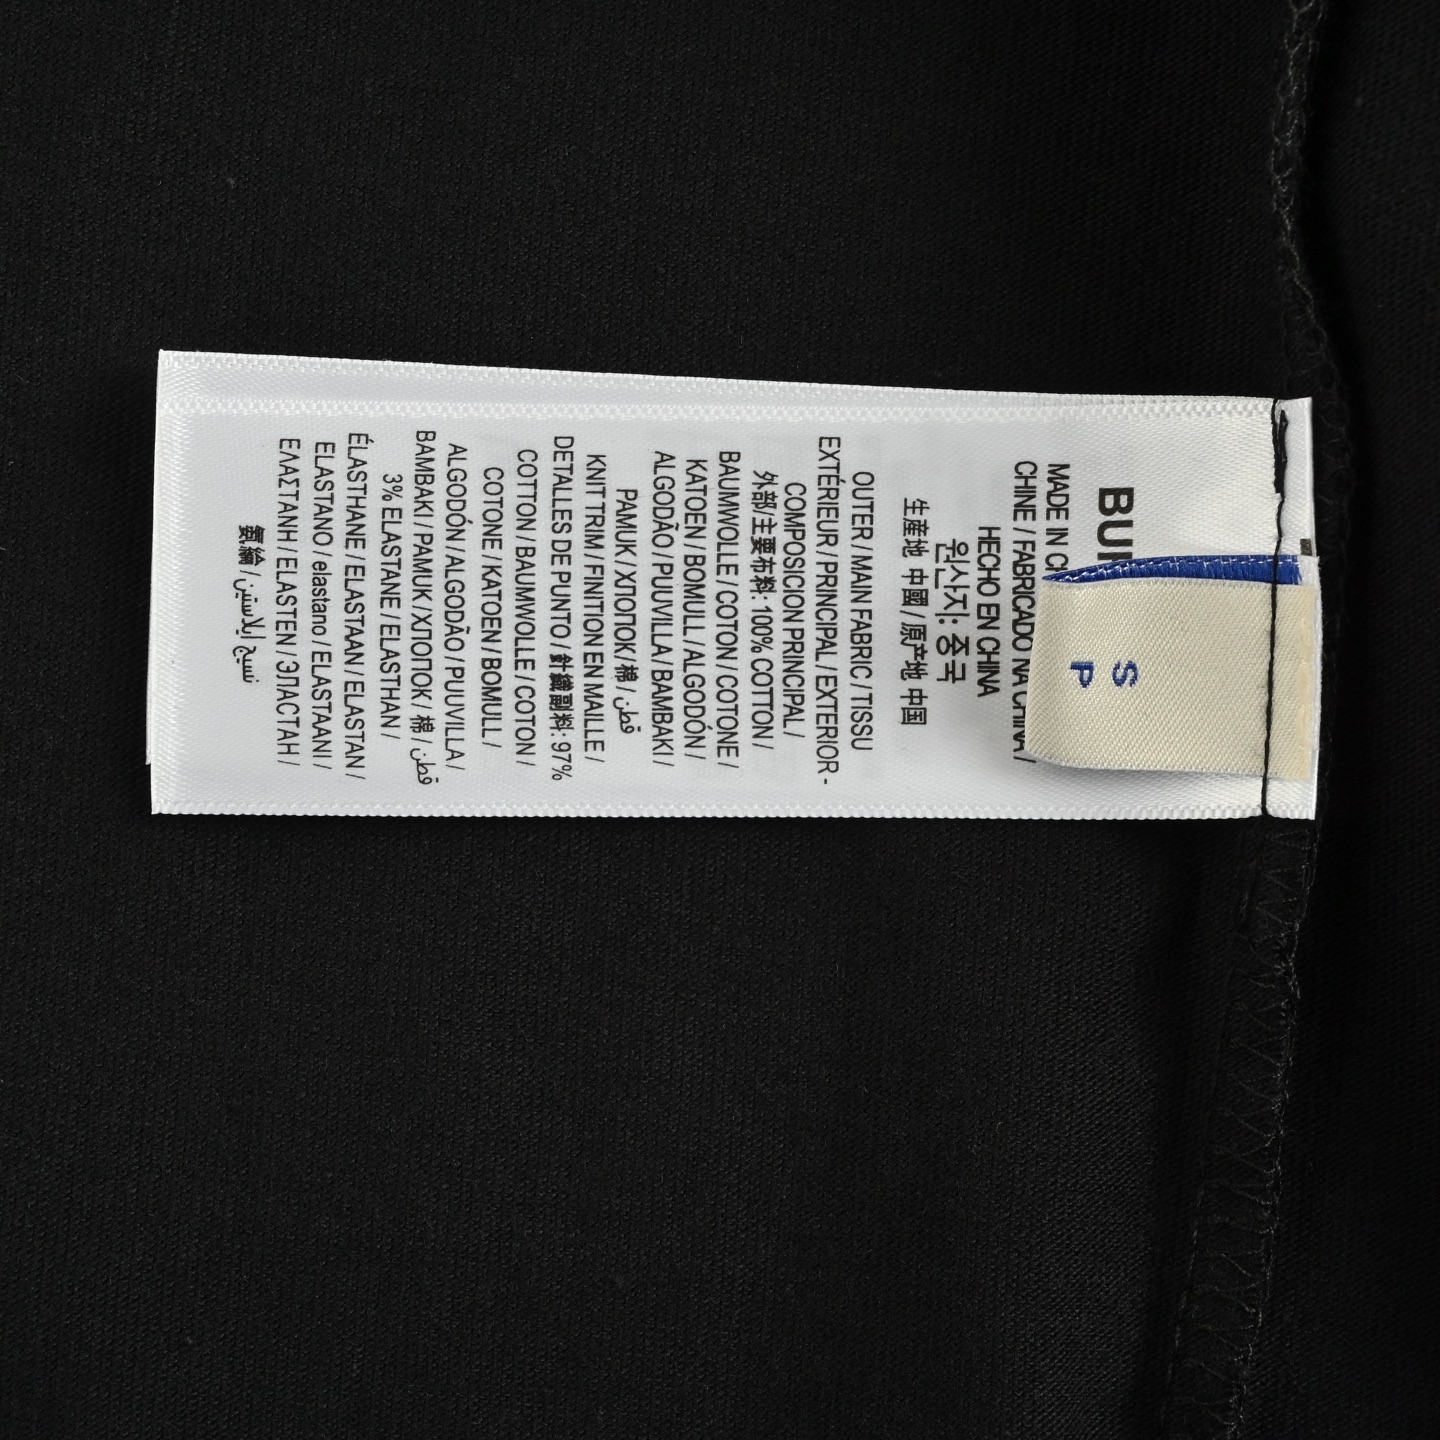 BU
MADE IN CH
CHINE / FABRICADO NA CHINA /
HECHO EN CHINA
원산지: 중국
生産地 中國 / 原产地 中国
OUTER / MAIN FABRIC / TISSU
EXTÉRIEUR / PRINCIPAL / EXTERIOR -
COMPOSICION PRINCIPAL /
外部/主要布料: 100% COTTON /
BAUMWOLLE / COTON / COTONE /
KATOEN / BOMULL / ALGODÓN /
ALGODÃO / PUUVILLA / BAMBAKI /
PAMUK / ХЛОПОК / 棉 / قطن
KNIT TRIM / FINITION EN MAILLE /
DETALLES DE PUNTO / 針織副料: 97%
COTTON / BAUMWOLLE / COTON /
COTONE / KATOEN / BOMULL /
ALGODÓN / ALGODÃO / PUUVILLA /
BAMBAKI / PAMUK / ХЛОПОК / 棉 / قطن
3% ELASTANE / ELASTHAN /
ÉLASTHANE / ELASTAAN / ELASTAN /
ELASTANO / elastano / ELASTAANI /
ΕΛΑΣΤΑΝΗ / ELASTEN / ЭЛАСТАН /
氨綸 / نسيج إيلاستين
S
P